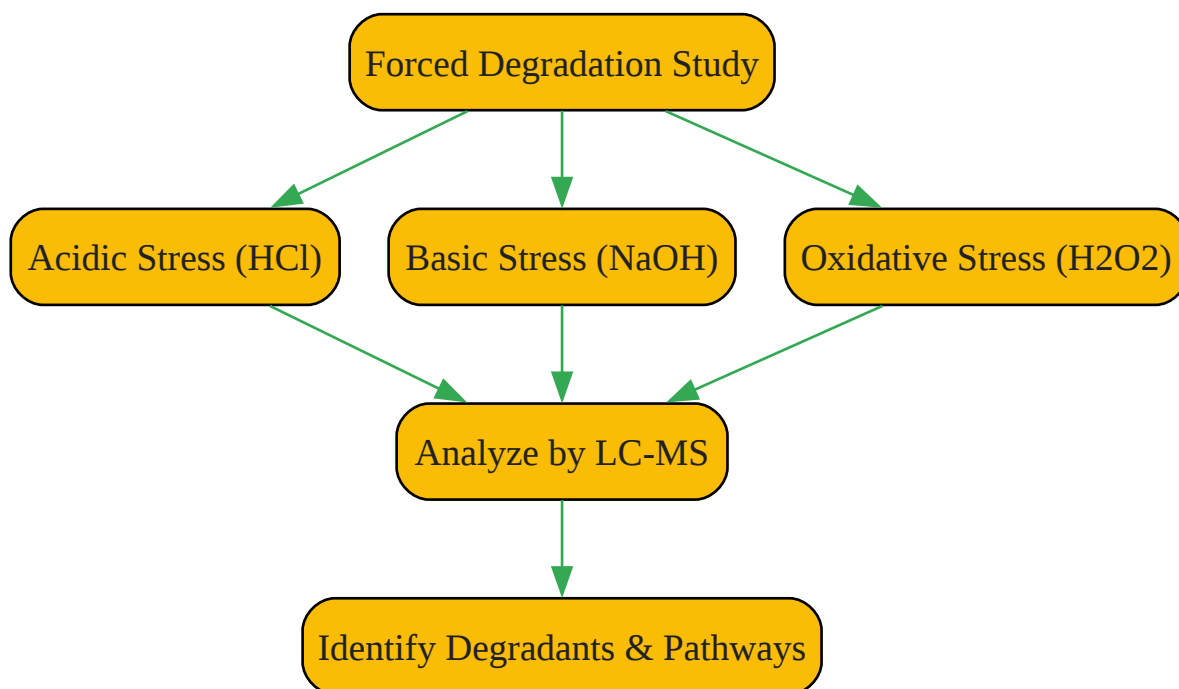 Forced Degradation Study
Acidic Stress (HCl)
Basic Stress (NaOH)
Oxidative Stress (H2O2)
Analyze by LC-MS
Identify Degradants & Pathways